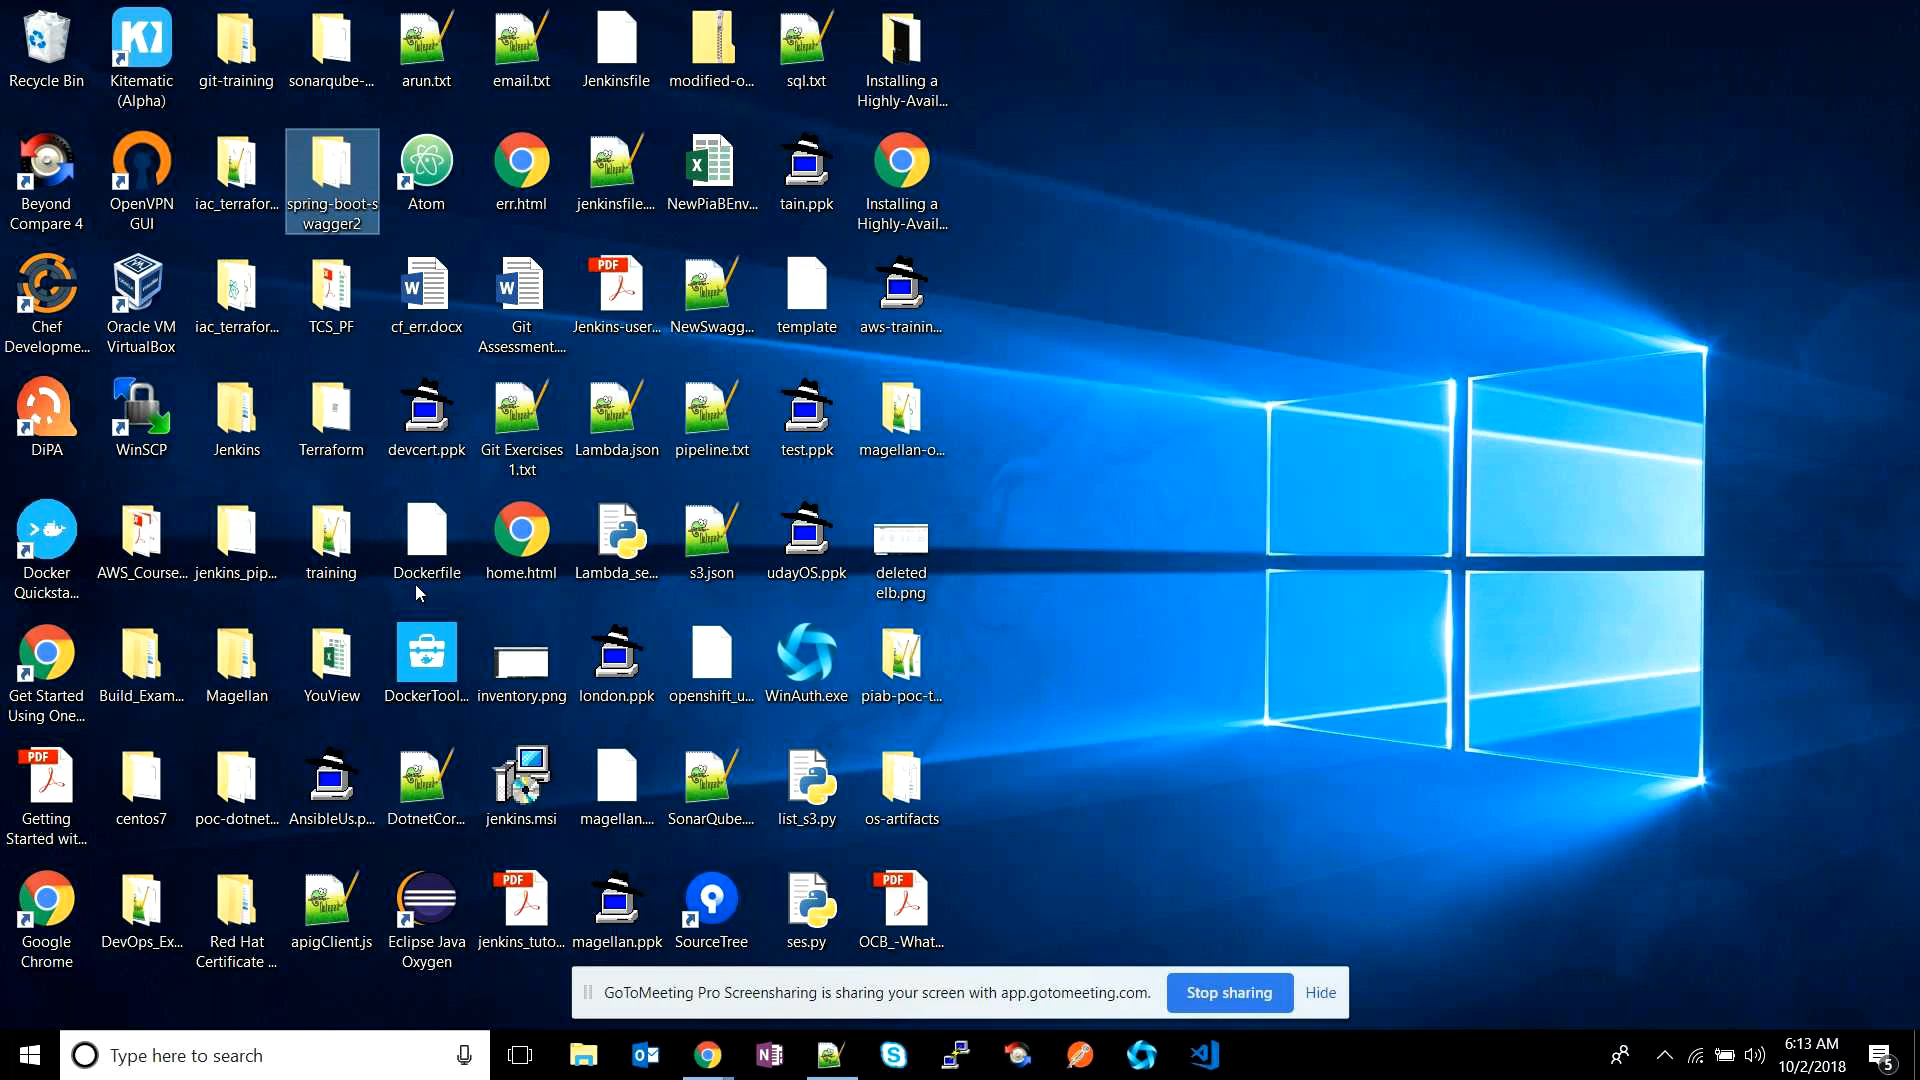 Recycle Bin
Kitematic
(Alpha)
git-training
sonarqube-...
arun.txt
email.txt
Jenkinsfile
modified-o...
sql.txt
Installing a
Highly-Avail...
Beyond
Compare 4
OpenVPN
GUI
iac_terrafor...
spring-boot-s
wagger2
Atom
err.html
jenkinsfile....
NewPiaBEnv...
tain.ppk
Installing a
Highly-Avail...
Chef
Developme...
Oracle VM
VirtualBox
iac_terrafor...
TCS_PF
cf_err.docx
Git
Assessment....
Jenkins-user...
NewSwagg...
template
aws-trainin...
DiPA
WinSCP
Jenkins
Terraform
devcert.ppk
Git Exercises
1.txt
Lambda.json
pipeline.txt
test.ppk
magellan-o...
Docker
Quicksta...
AWS_Course...
jenkins_pip...
training
Dockerfile
home.html
Lambda_se...
s3.json
udayOS.ppk
deleted
elb.png
Get Started
Using One...
Build_Exam...
Magellan
YouView
DockerTool...
inventory.png
london.ppk
openshift_u...
WinAuth.exe
piab-poc-t...
Getting
Started wit...
centos7
poc-dotnet...
AnsibleUs.p...
DotnetCor...
jenkins.msi
magellan....
SonarQube....
list_s3.py
os-artifacts
Google
Chrome
DevOps_Ex...
Red Hat
Certificate ...
apigClient.js
Eclipse Java
Oxygen
jenkins_tuto...
magellan.ppk
SourceTree
ses.py
OCB_-What...
GoToMeeting Pro Screensharing is sharing your screen with app.gotomeeting.com.
Stop sharing
Hide
Type here to search
6:13 AM
10/2/2018
5